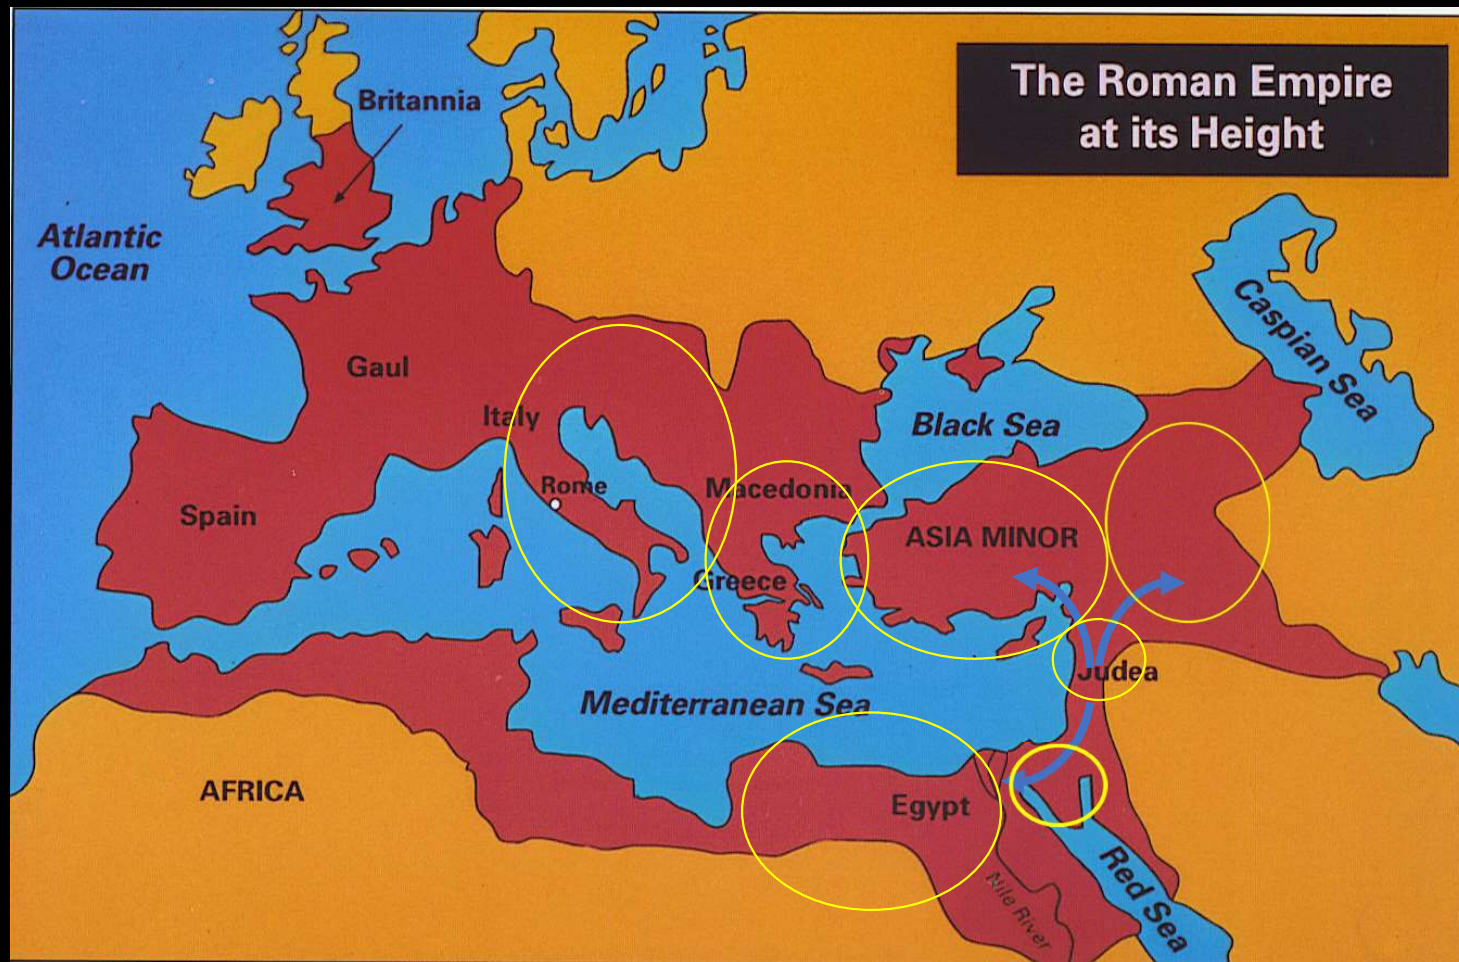 The Roman Empire
at its Height
Britannia
Atlantic
Ocean
Caspian Sea
Gaul
Italy
Black Sea
Rome
Macedonia
Spain
ASIA MINOR
Greece
Judea
Mediterranean Sea
AFRICA
Egypt
Nile River
Red Sea